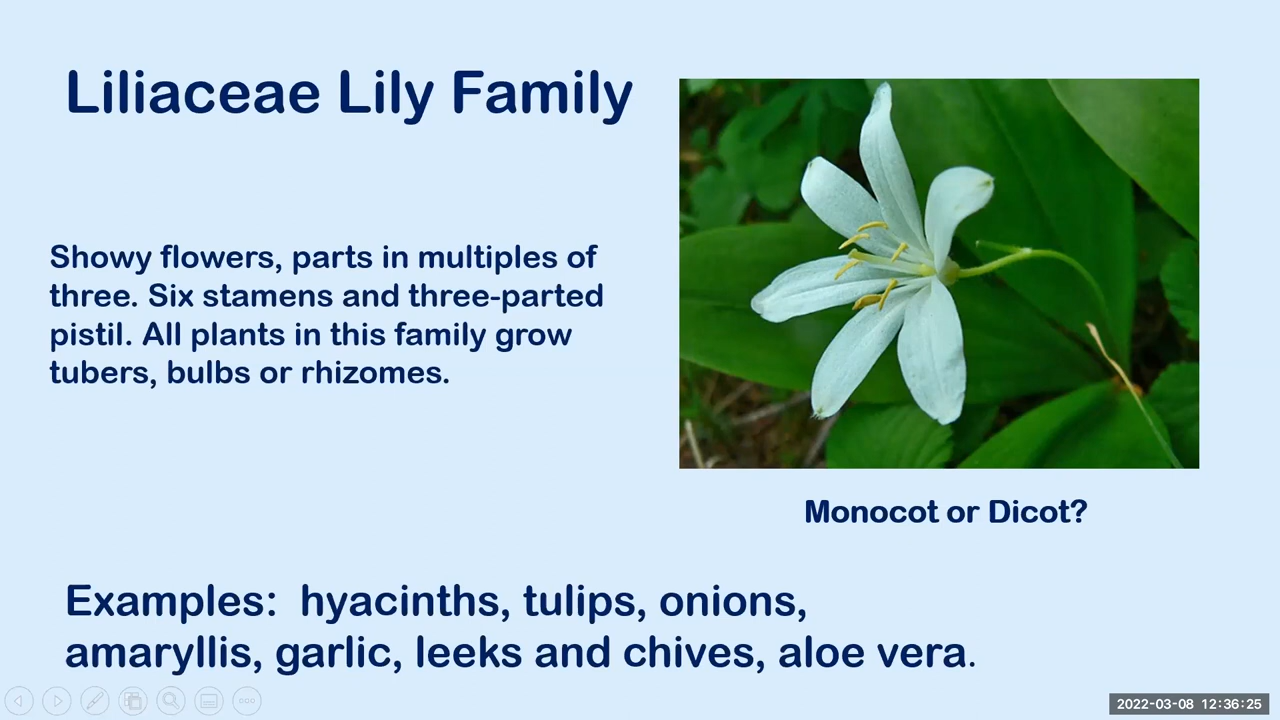 Liliaceae Lily Family
Showy flowers, parts in multiples of
three. Six stamens and three-parted
pistil. All plants in this family grow
tubers, bulbs or rhizomes.
Monocot or Dicot?
Examples:  hyacinths, tulips, onions,
amaryllis, garlic, leeks and chives, aloe vera.
2022-03-08 12:36:25